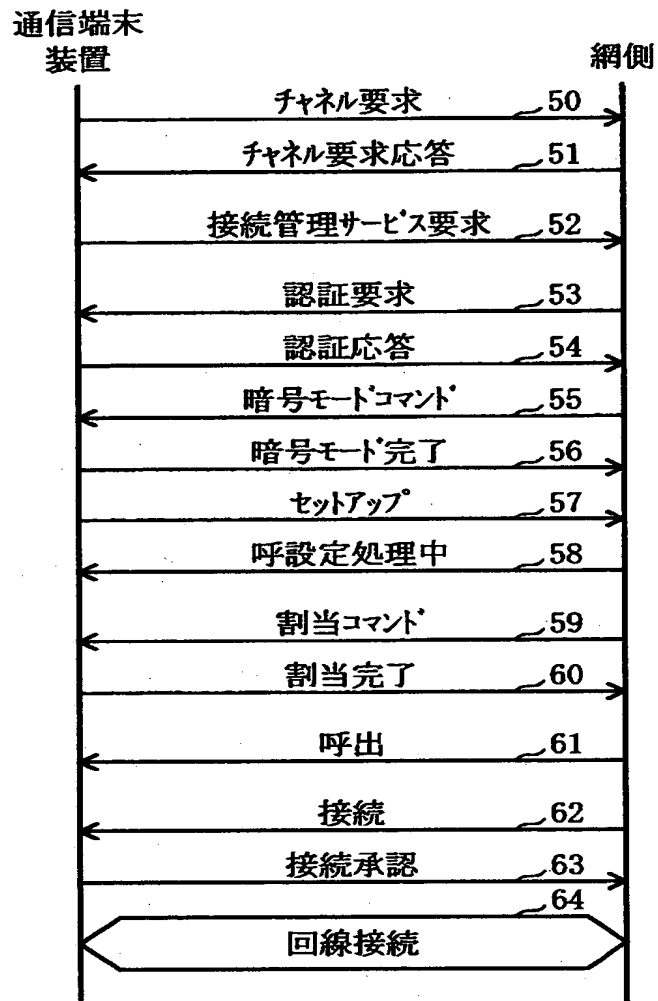 通信端末
装置
網側
チャネル要求 50
チャネル要求応答 51
接続管理サービス要求 52
認証要求 53
認証応答 54
暗号モードコマンド 55
暗号モード完了 56
セットアップ 57
呼設定処理中 58
割当コマンド 59
割当完了 60
呼出 61
接続 62
接続承認 63
64
回線接続